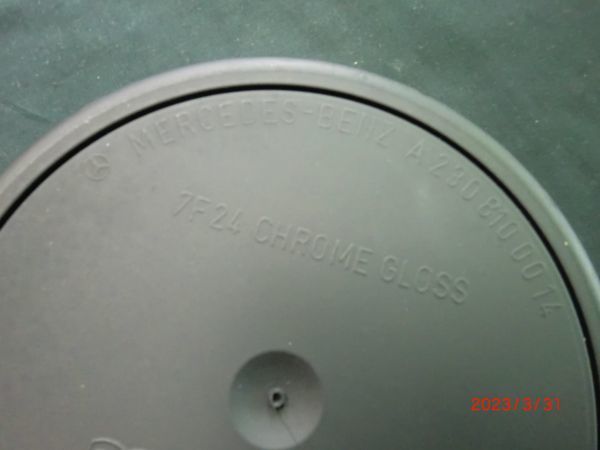 MERCEDES-BENZ A 230 810 00 14
7F24 CHROME GLOSS
2023/3/31